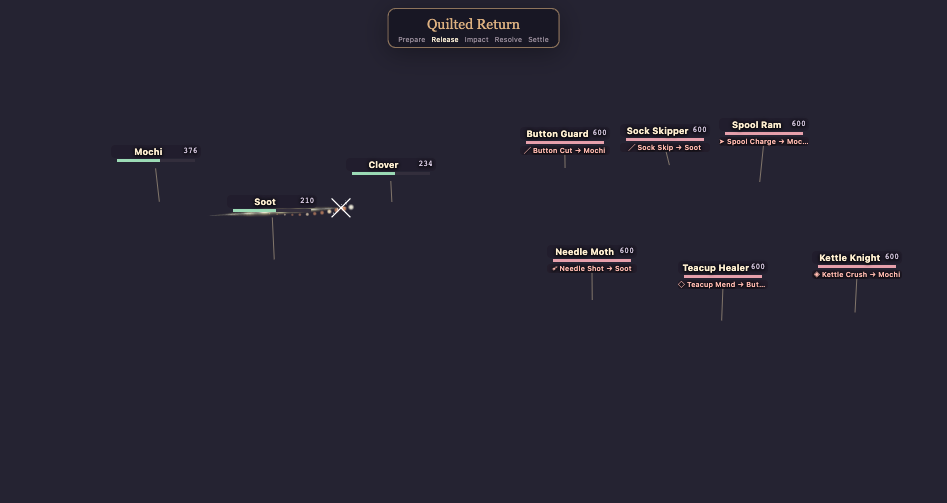 Quilted Return
Prepare Release Impact Resolve Settle
Mochi 376
Clover 234
Soot 210
Button Guard 600
Button Cut → Mochi
Sock Skipper 600
Sock Skip → Soot
Spool Ram 600
Spool Charge → Moc...
Needle Moth 600
Needle Shot → Soot
Teacup Healer 600
Teacup Mend → But...
Kettle Knight 600
Kettle Crush → Mochi